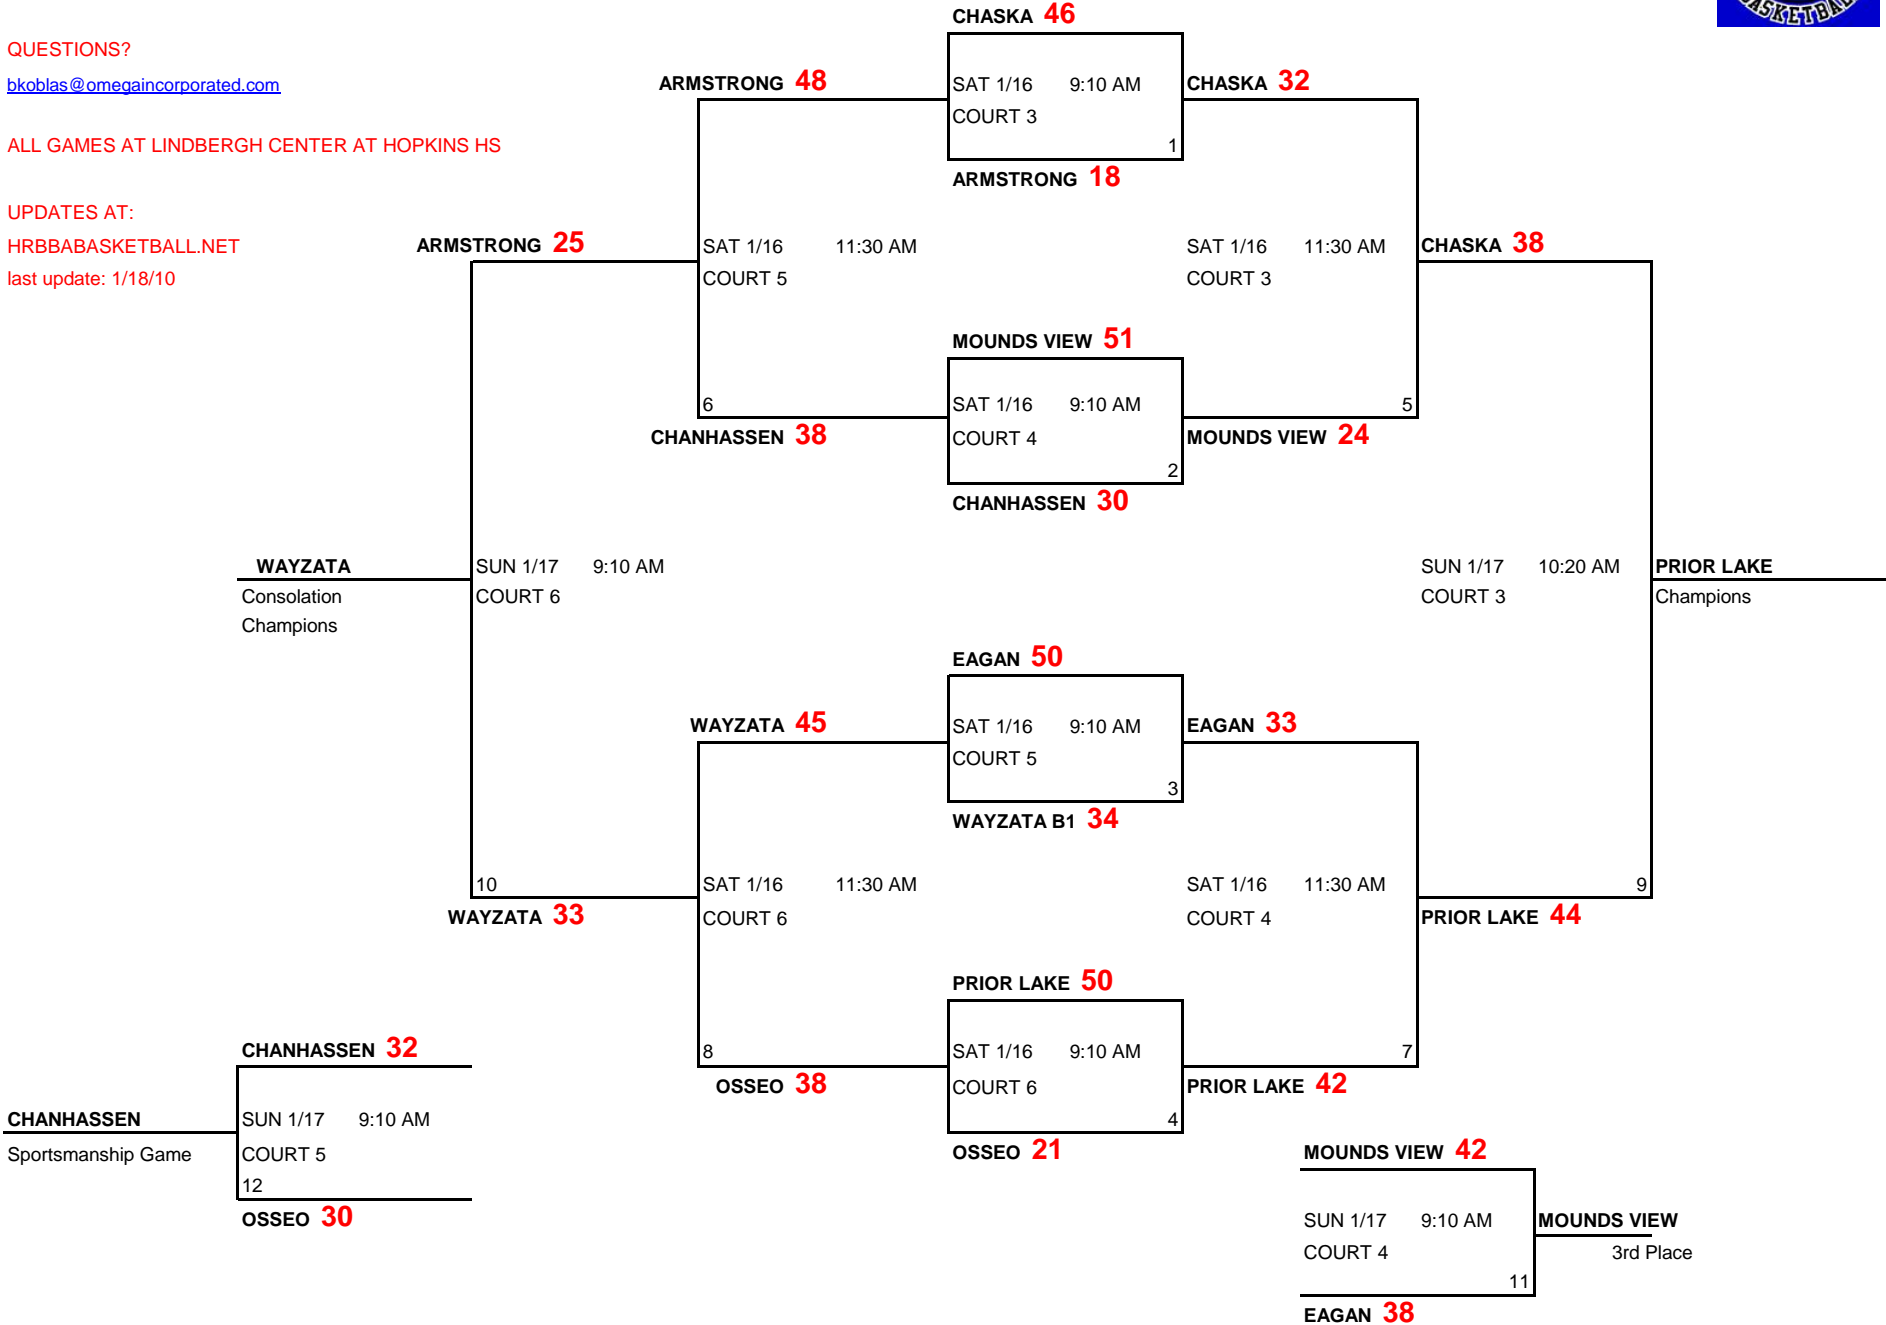 BASKETBALL
QUESTIONS?
bkoblas@omegaincorporated.com
ALL GAMES AT LINDBERGH CENTER AT HOPKINS HS
UPDATES AT:
HRBBABASKETBALL.NET
last update: 1/18/10
CHASKA 46
SAT 1/16 9:10 AM
COURT 3
1
ARMSTRONG 18
ARMSTRONG 48
CHASKA 32
ARMSTRONG 25
SAT 1/16 11:30 AM
COURT 5
SAT 1/16 11:30 AM
COURT 3
CHASKA 38
MOUNDS VIEW 51
SAT 1/16 9:10 AM
COURT 4
2
CHANHASSEN 30
6
CHANHASSEN 38
5
MOUNDS VIEW 24
WAYZATA
Consolation
Champions
SUN 1/17 9:10 AM
COURT 6
SUN 1/17 10:20 AM
COURT 3
PRIOR LAKE
Champions
EAGAN 50
SAT 1/16 9:10 AM
COURT 5
3
WAYZATA B1 34
WAYZATA 45
EAGAN 33
10
WAYZATA 33
SAT 1/16 11:30 AM
COURT 6
SAT 1/16 11:30 AM
COURT 4
9
PRIOR LAKE 44
PRIOR LAKE 50
SAT 1/16 9:10 AM
COURT 6
4
OSSEO 21
8
OSSEO 38
7
PRIOR LAKE 42
CHANHASSEN 32
CHANHASSEN
Sportsmanship Game
SUN 1/17 9:10 AM
COURT 5
12
OSSEO 30
MOUNDS VIEW 42
SUN 1/17 9:10 AM
COURT 4
11
EAGAN 38
MOUNDS VIEW
3rd Place